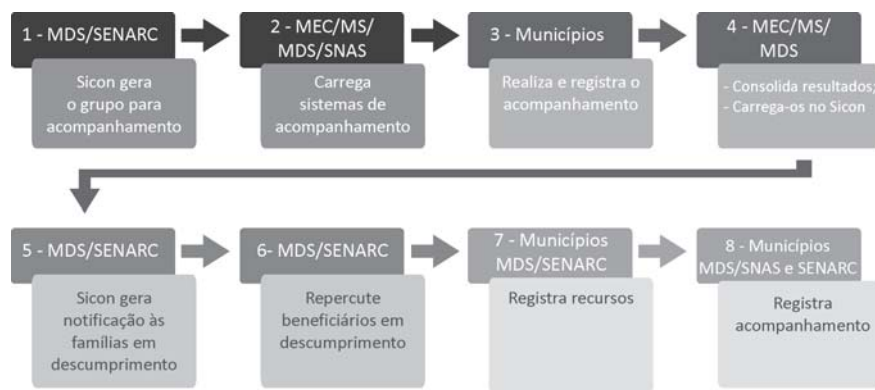 1 - MDS/SENARC
Sicon gera
o grupo para
acompanhamento
2 - MEC/MS/
MDS/SNAS
Carrega
sistemas de
acompanhamento
3 - Municípios
Realiza e registra o
acompanhamento
4 - MEC/MS/
MDS
- Consolida resultados;
- Carrega-os no Sicon
5 - MDS/SENARC
Sicon gera
notificação às
famílias em
descumprimento
6- MDS/SENARC
Repercute
beneficiários em
descumprimento
7 - Municípios
MDS/SENARC
Registra recursos
8 - Municípios
MDS/SNAS e SENARC
Registra
acompanhamento